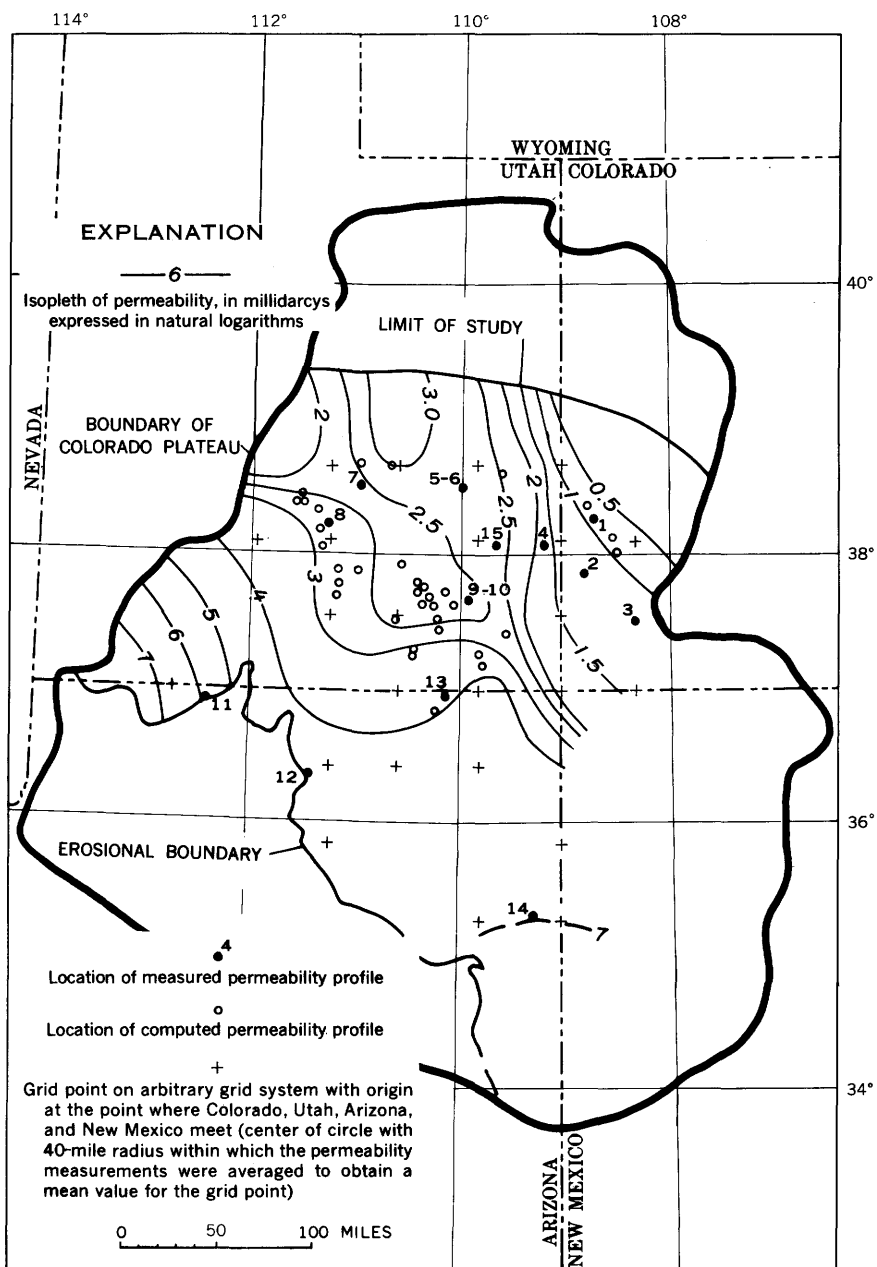 114°
112°
110°
108°
WYOMING
UTAH
COLORADO
EXPLANATION
6
Isopleth of permeability, in millidarcys
expressed in natural logarithms
40°
LIMIT OF STUDY
NEVADA
BOUNDARY OF
COLORADO PLATEAU
2
3.0
7
5-6
2.5
2.5
2
1
0.5
8
15
4
1
38°
3
9-10
2
4
3
5
6
7
1.5
11
13
12
36°
EROSIONAL BOUNDARY
14
7
4
Location of measured permeability profile
Location of computed permeability profile
34°
Grid point on arbitrary grid system with origin
at the point where Colorado, Utah, Arizona,
and New Mexico meet (center of circle with
40-mile radius within which the permeability
measurements were averaged to obtain a
mean value for the grid point)
ARIZONA
NEW MEXICO
0 50 100 MILES